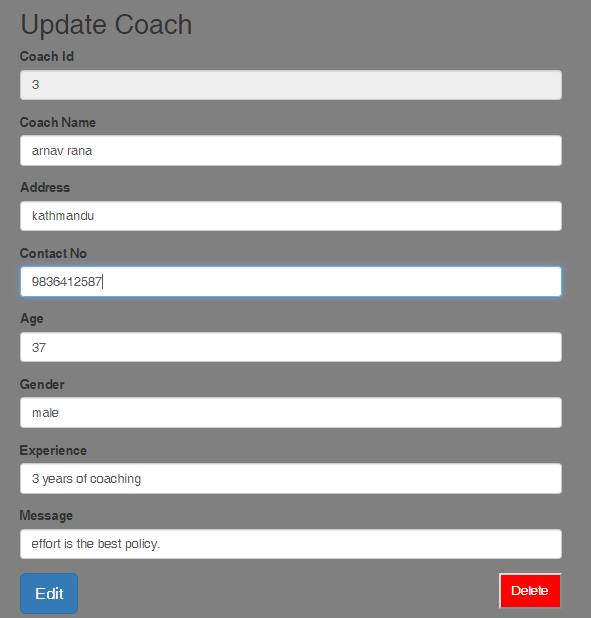 Update Coach
Coach Id
3
Coach Name
arnav rana
Address
kathmandu
Contact No
9836412587
Age
37
Gender
male
Experience
3 years of coaching
Message
effort is the best policy.
Edit
Delete